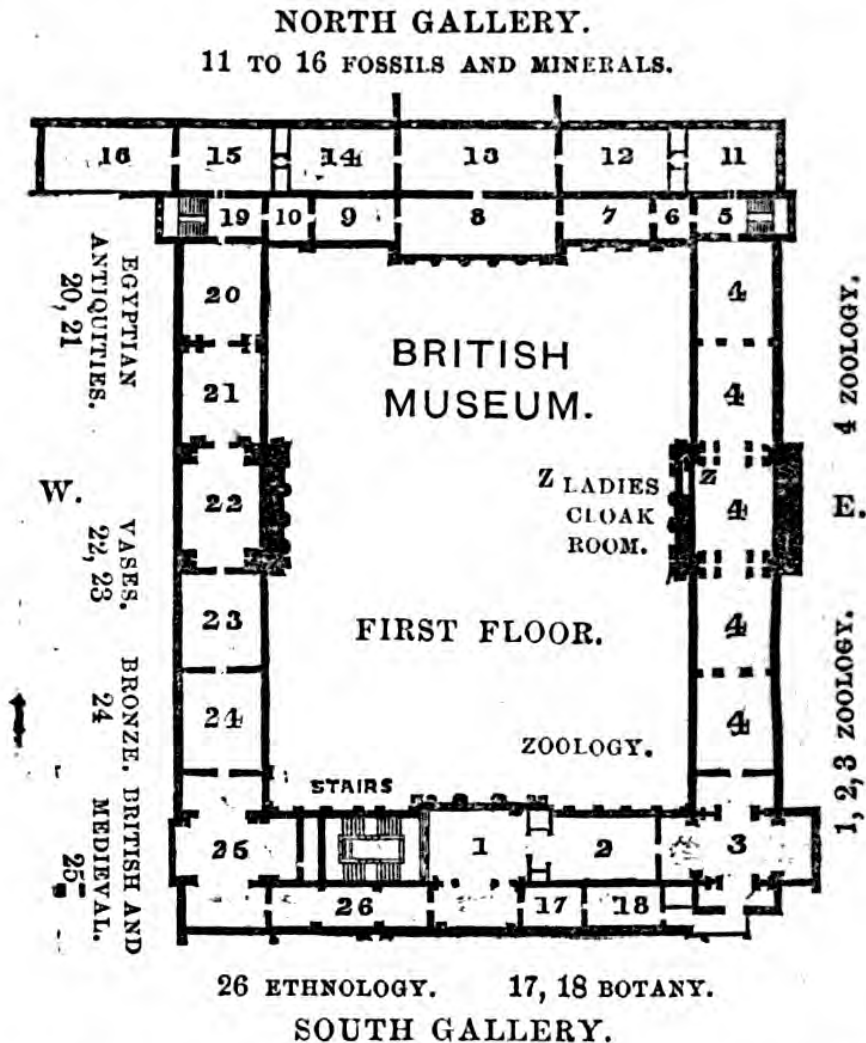 NORTH GALLERY.
11 TO 16 FOSSILS AND MINERALS.
16 15 14 13 12 11
19 10 9 8 7 6 5
EGYPTIAN
ANTIQUITIES.
20, 21
20
21
22
23
24
4
4
4
4
4
BRITISH
MUSEUM.
4 ZOOLOGY.
W.
Z LADIES
CLOAK
ROOM.
Z
E.
VASES.
22, 23
FIRST FLOOR.
1, 2, 3 ZOOLOGY.
BRONZE.
24
ZOOLOGY.
BRITISH AND
MEDIEVAL.
25
STAIRS
25 1 2 3
26 17 18
26 ETHNOLOGY. 17, 18 BOTANY.
SOUTH GALLERY.